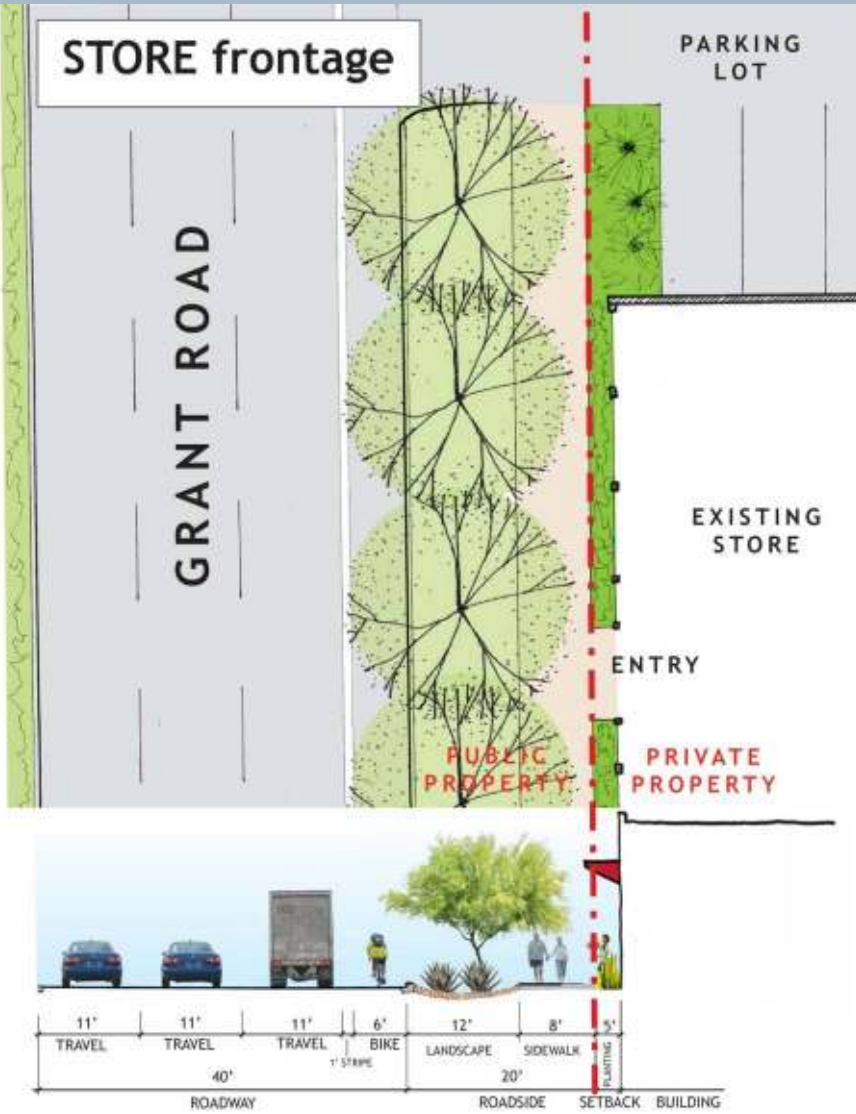 STORE frontage
PARKING
LOT
GRANT ROAD
EXISTING
STORE
ENTRY
PUBLIC
PROPERTY
PRIVATE
PROPERTY
11' 11' 11' 6' 12' 8' 5'
TRAVEL TRAVEL TRAVEL BIKE LANDSCAPE SIDEWALK PLANTING
1' STRIPE
40' 20'
ROADWAY ROADSIDE SETBACK BUILDING